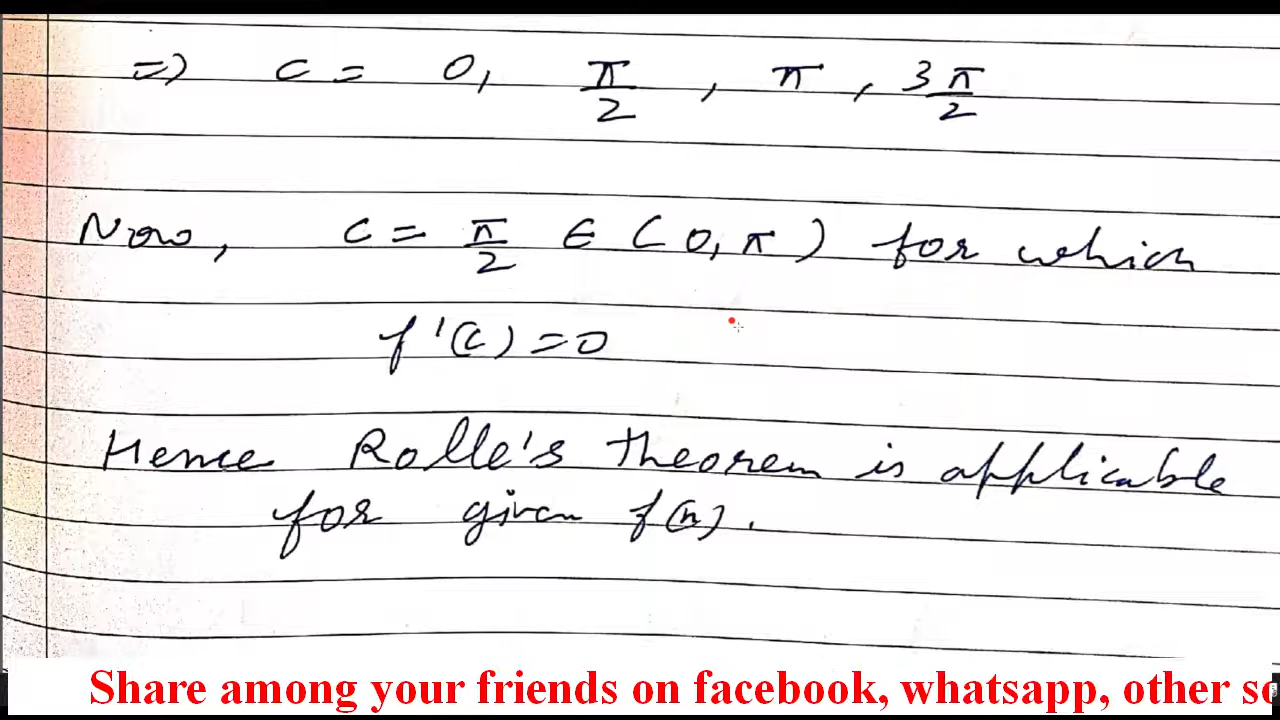 => c = 0, π/2, π, 3π/2
Now, c = π/2 ∈ (0, π) for which
f'(c) = 0
Hence Rolle's theorem is applicable
for given f(x).
Share among your friends on facebook, whatsapp, other